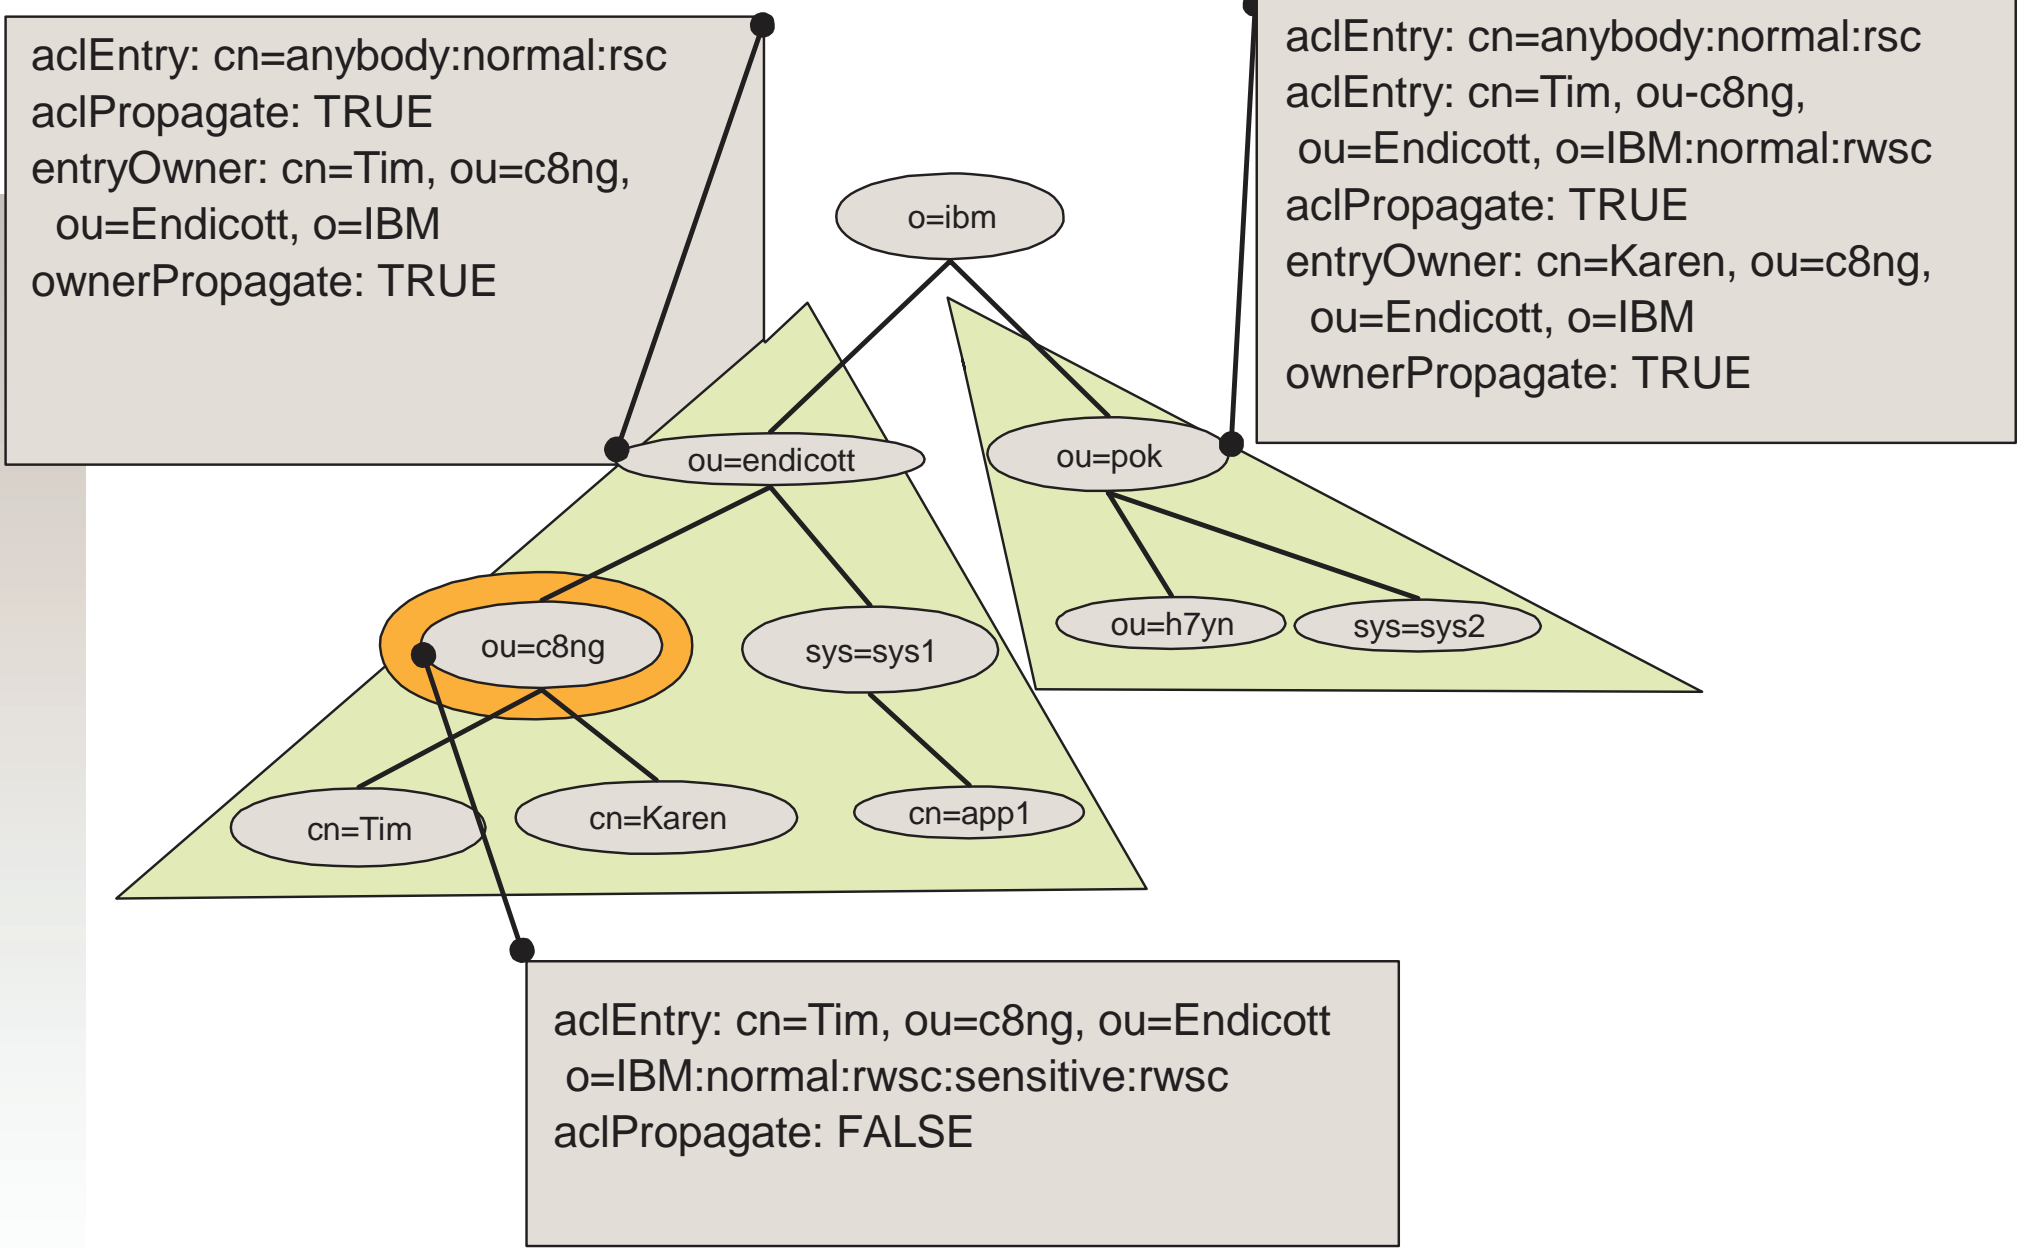 aclEntry: cn=anybody:normal:rsc
aclPropagate: TRUE
entryOwner: cn=Tim, ou=c8ng,
ou=Endicott, o=IBM
ownerPropagate: TRUE
aclEntry: cn=anybody:normal:rsc
aclEntry: cn=Tim, ou-c8ng,
ou=Endicott, o=IBM:normal:rwsc
aclPropagate: TRUE
entryOwner: cn=Karen, ou=c8ng,
ou=Endicott, o=IBM
ownerPropagate: TRUE
o=ibm
ou=endicott
ou=pok
ou=c8ng
sys=sys1
ou=h7yn
sys=sys2
cn=Tim
cn=Karen
cn=app1
aclEntry: cn=Tim, ou=c8ng, ou=Endicott
o=IBM:normal:rwsc:sensitive:rwsc
aclPropagate: FALSE